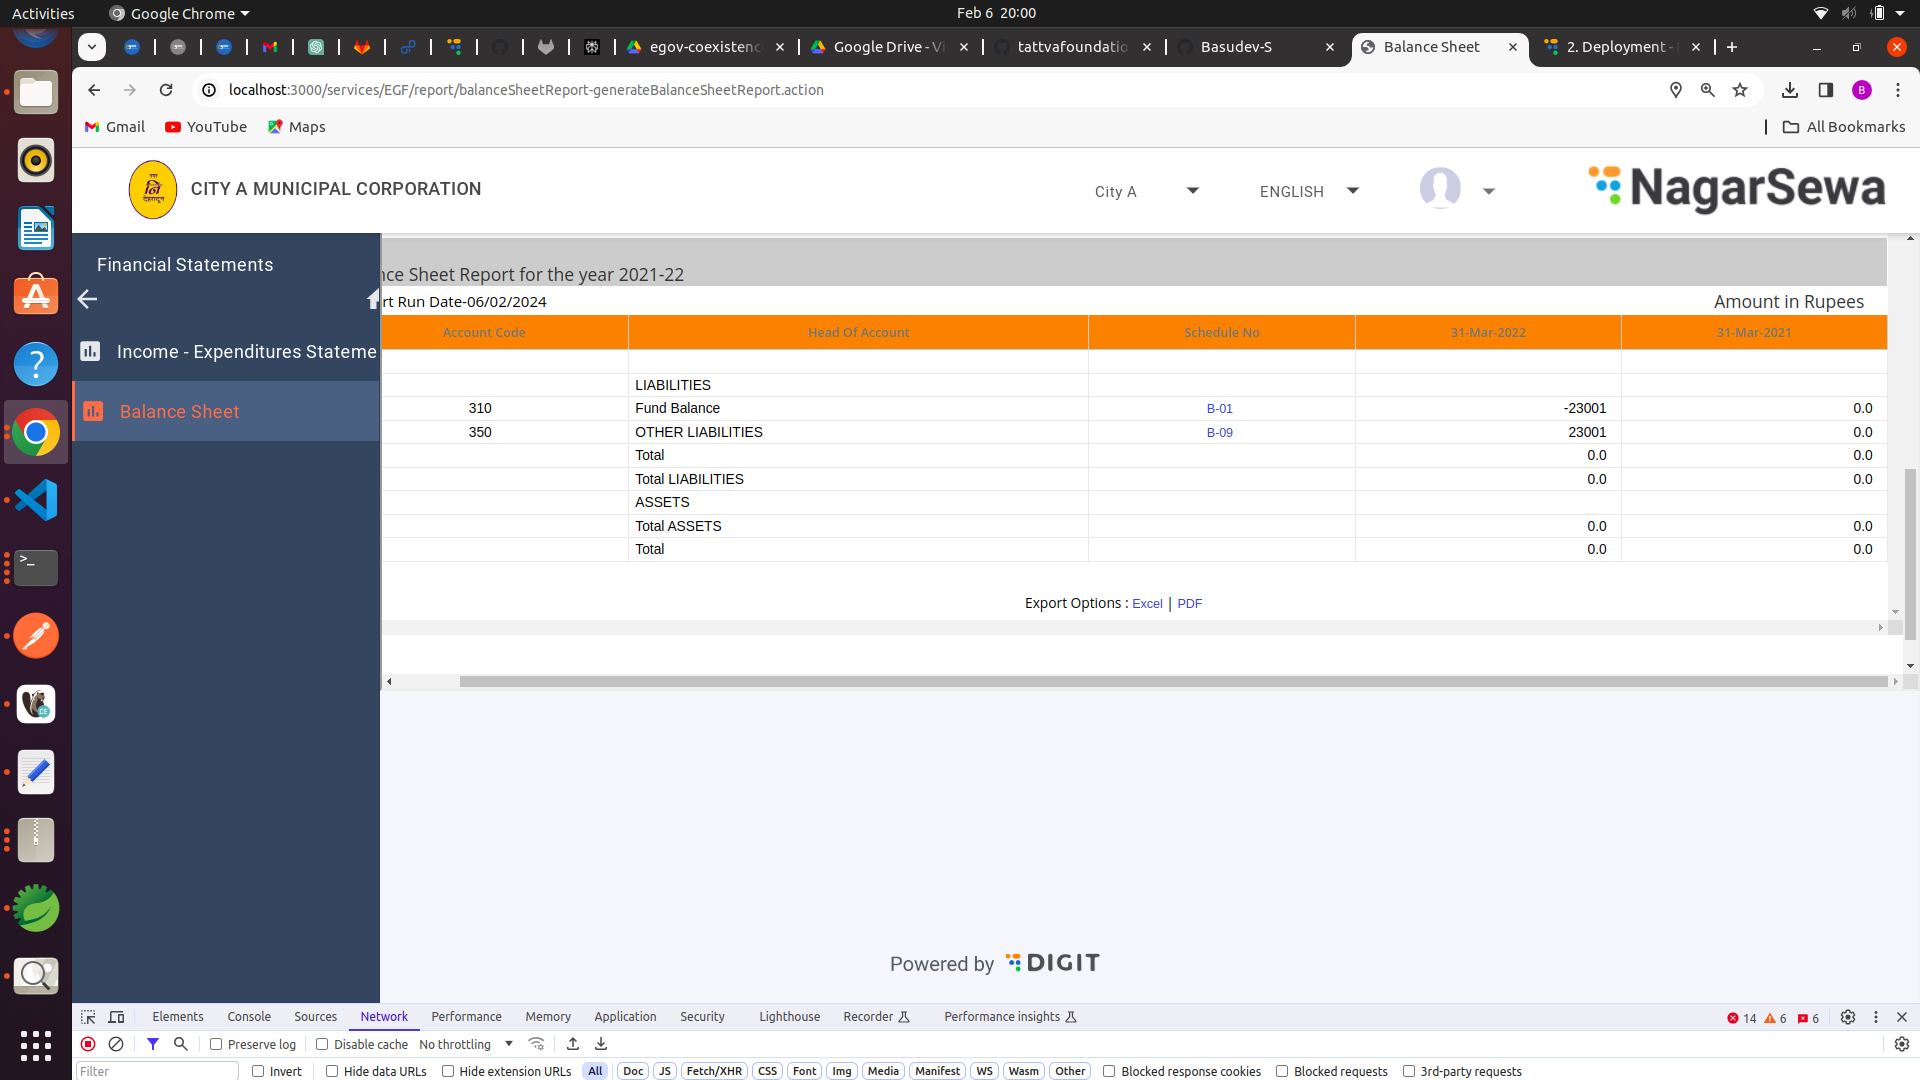 Activities Google Chrome Feb 6 20:00
egov-coexistenc Google Drive - Vi tattvafoundatio Basudev-S Balance Sheet 2. Deployment -
localhost:3000/services/EGF/report/balanceSheetReport-generateBalanceSheetReport.action B
Gmail YouTube Maps All Bookmarks
CITY A MUNICIPAL CORPORATION City A ENGLISH NagarSewa
Financial Statements
Income - Expenditures Stateme
Balance Sheet
nce Sheet Report for the year 2021-22
rt Run Date-06/02/2024 Amount in Rupees
Account Code Head Of Account Schedule No 31-Mar-2022 31-Mar-2021
LIABILITIES
310 Fund Balance B-01 -23001 0.0
350 OTHER LIABILITIES B-09 23001 0.0
Total 0.0 0.0
Total LIABILITIES 0.0 0.0
ASSETS
Total ASSETS 0.0 0.0
Total 0.0 0.0
Export Options : Excel | PDF
Powered by DIGIT
Elements Console Sources Network Performance Memory Application Security Lighthouse Recorder Performance insights 14 6 6
Preserve log Disable cache No throttling
Filter Invert Hide data URLs Hide extension URLs All Doc JS Fetch/XHR CSS Font Img Media Manifest WS Wasm Other Blocked response cookies Blocked requests 3rd-party requests